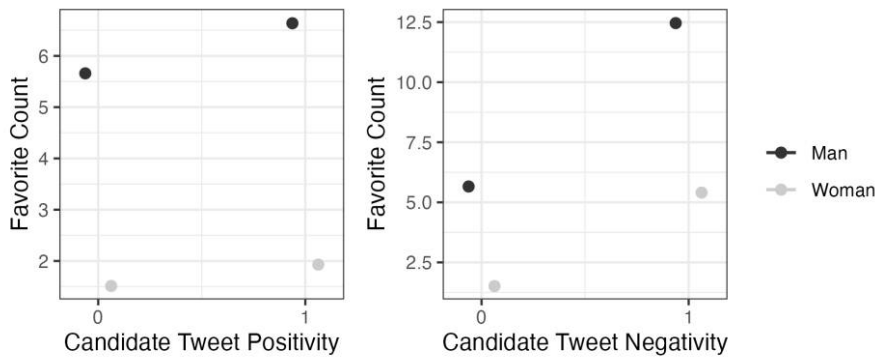 Favorite Count
6
5
4
3
2
0
1
Candidate Tweet Positivity
Favorite Count
12.5
10.0
7.5
5.0
2.5
0
1
Candidate Tweet Negativity
Man
Woman